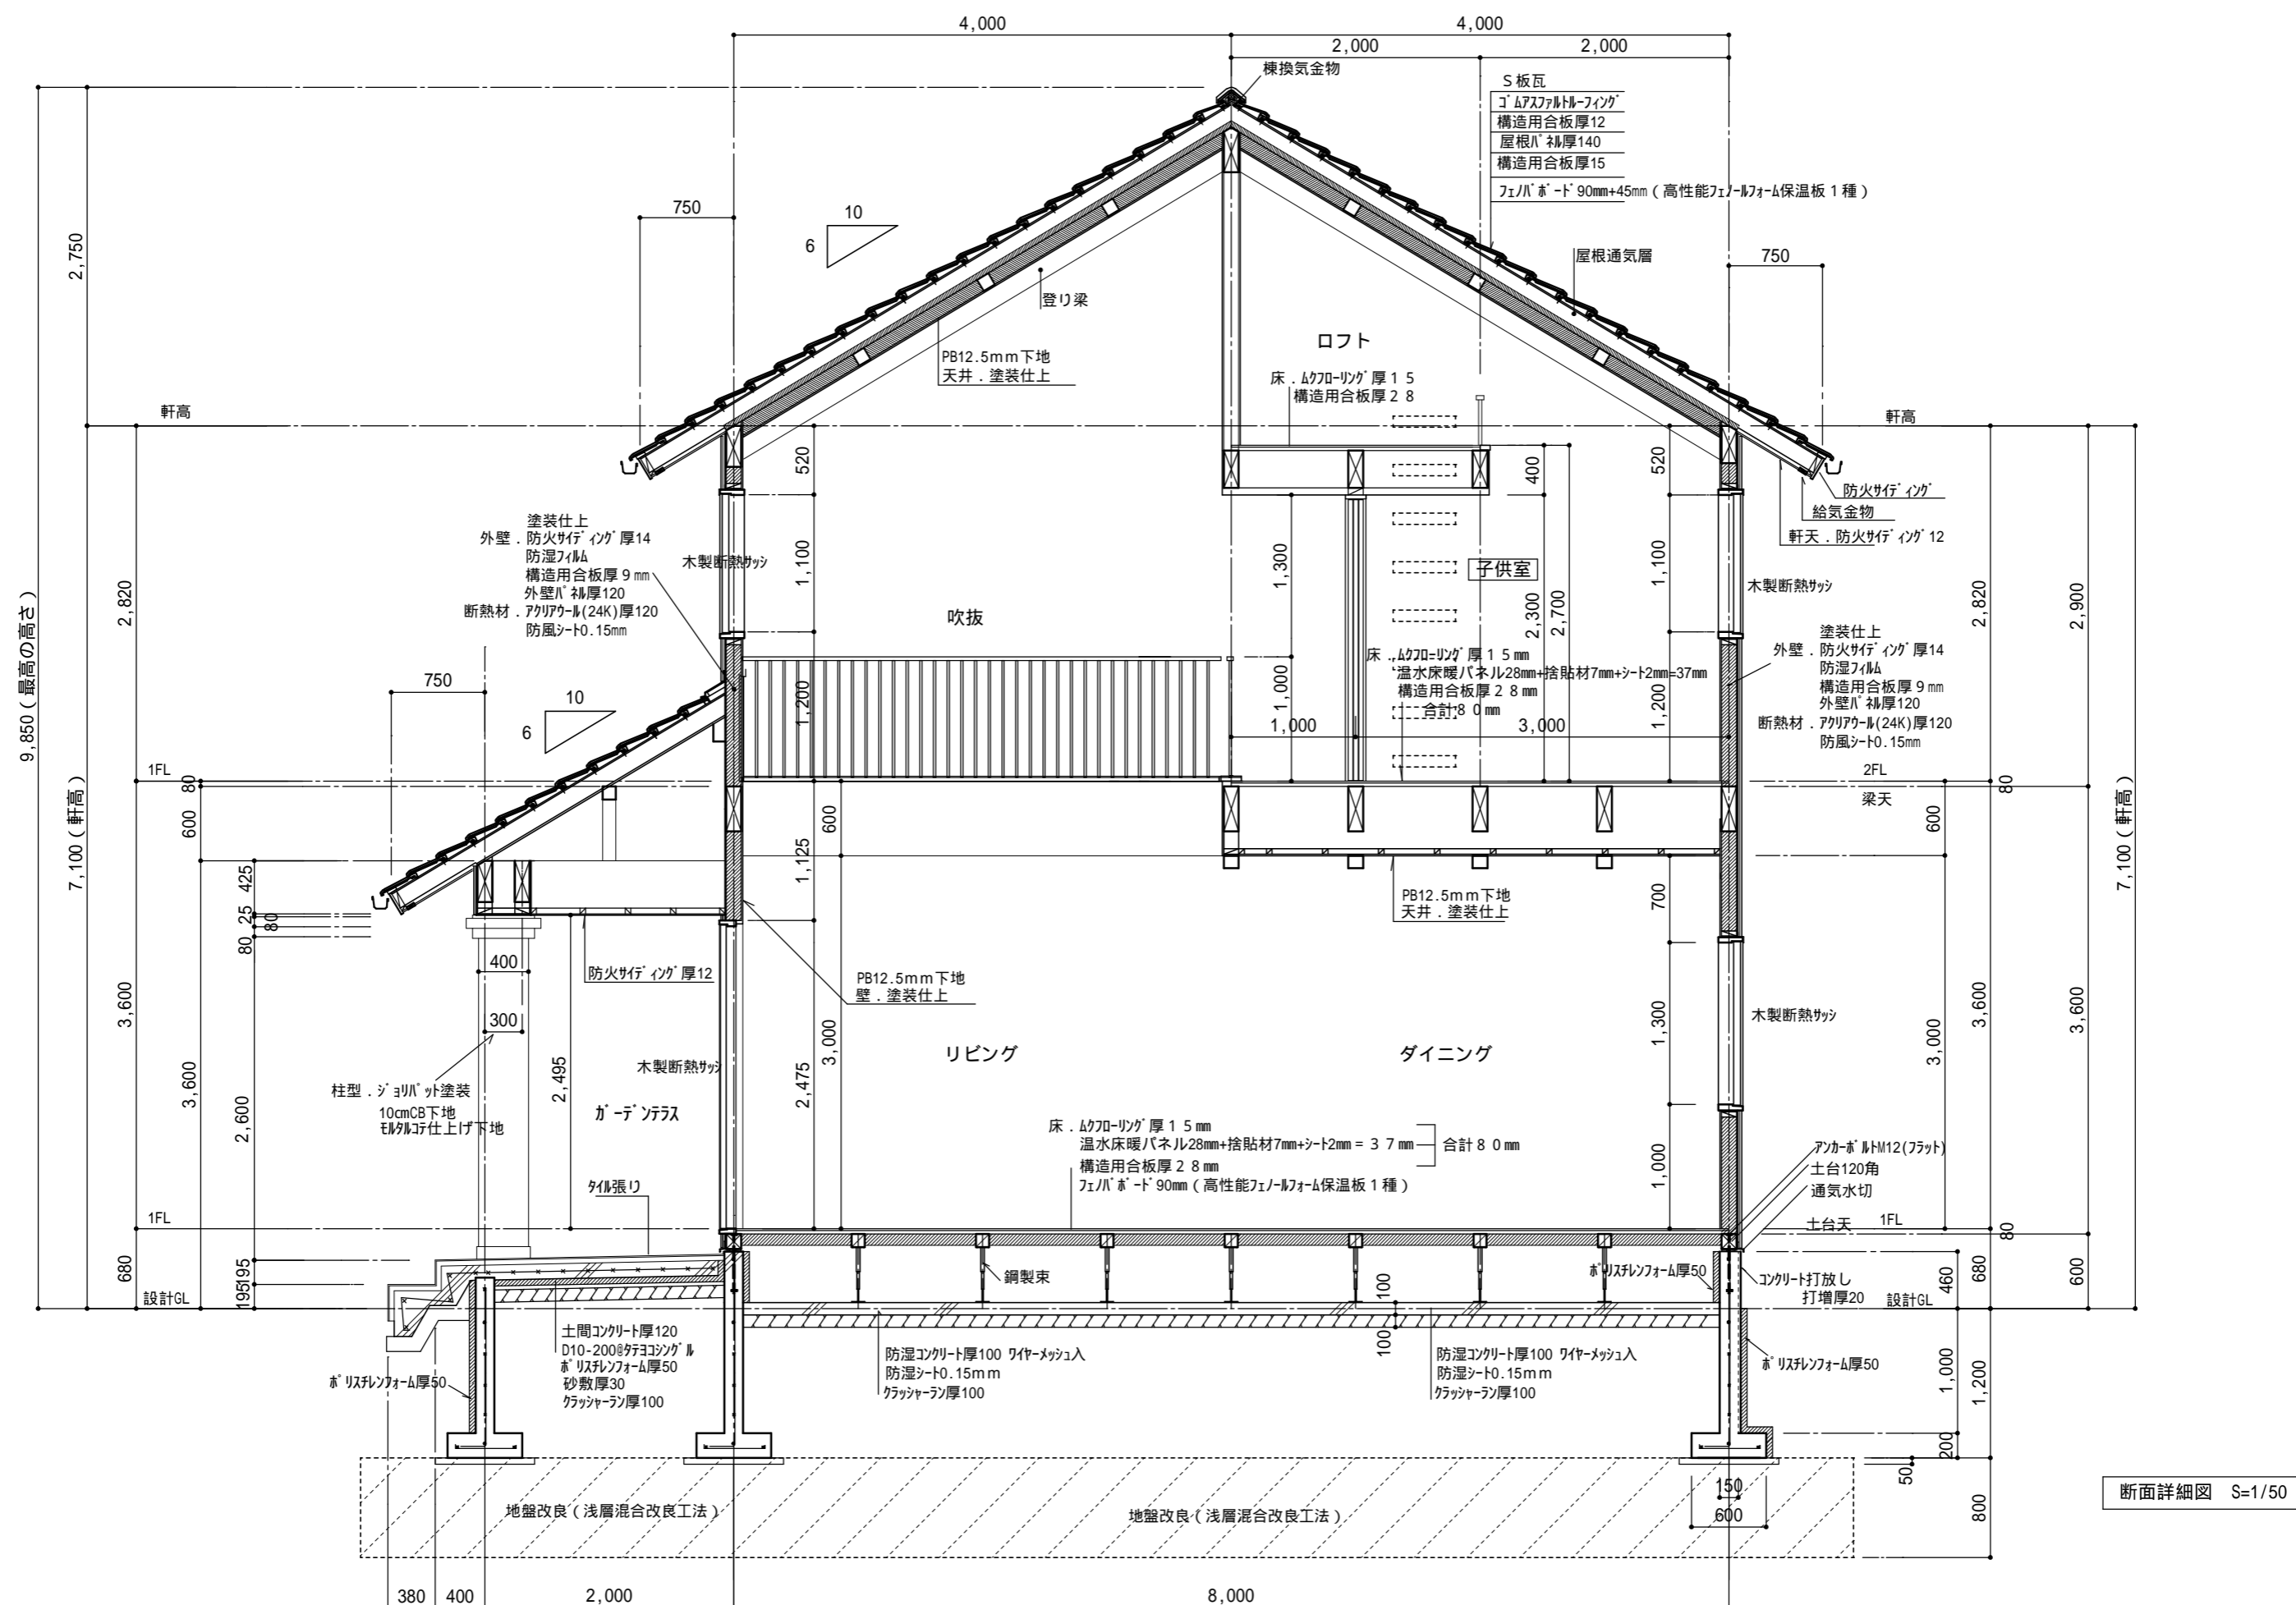 4,000
4,000
2,000
2,000
棟換気金物
S板瓦
ゴムアスファルトルーフィング
構造用合板厚12
屋根パネル厚140
構造用合板厚15
フェノバボード90mm+45mm(高性能フェノールフォーム保温板1種)
750
10
6
屋根通気層
750
2,750
登り梁
ロフト
PB12.5mm下地
天井.塗装仕上
床.ムクフローリング厚15
構造用合板厚28
軒高
軒高
520
400
520
防火サイディング
給気金物
軒天.防火サイディング12
塗装仕上
外壁.防火サイディング厚14
防湿フィルム
構造用合板厚9mm
外壁パネル厚120
断熱材.アクリアウール(24K)厚120
防風シート0.15mm
木製断熱サッシ
1,100
1,300
子供室
1,100
木製断熱サッシ
2,820
9,850(最高の高さ)
吹抜
2,300
2,700
2,820
2,900
塗装仕上
外壁.防火サイディング厚14
防湿フィルム
構造用合板厚9mm
外壁パネル厚120
断熱材.アクリアウール(24K)厚120
防風シート0.15mm
床.ムクフローリング厚15mm
温水床暖パネル28mm+捨貼材7mm+シート2mm=37mm
構造用合板厚28mm
合計80mm
750
10
6
1,200
1,000
1,200
1,000
3,000
1FL
80
2FL
80
梁天
7,100(軒高)
600
600
600
7,100(軒高)
1,125
425
25
80
80
PB12.5mm下地
天井.塗装仕上
700
400
防火サイディング厚12
PB12.5mm下地
壁.塗装仕上
300
3,600
3,600
2,600
2,495
木製断熱サッシ
2,475
3,000
リビング
ダイニング
1,300
木製断熱サッシ
3,000
3,600
3,600
柱型.ジョリパット塗装
10cmCB下地
モルタルコテ仕上げ下地
ガーデンテラス
床.ムクフローリング厚15mm
温水床暖パネル28mm+捨貼材7mm+シート2mm=37mm
合計80mm
構造用合板厚28mm
フェノバボード90mm(高性能フェノールフォーム保温板1種)
1,000
アンカーボルトM12(フラット)
土台120角
通気水切
タイル張り
1FL
土台天
1FL
80
680
195
195
設計GL
鋼製束
100
ポリスチレンフォーム厚50
コンクリート打放し
打増厚20
460
680
600
設計GL
土間コンクリート厚120
D10-200@タテヨコシングル
ポリスチレンフォーム厚50
砂敷厚30
クラッシャーラン厚100
ポリスチレンフォーム厚50
100
防湿コンクリート厚100 ワイヤーメッシュ入
防湿シート0.15mm
クラッシャーラン厚100
防湿コンクリート厚100 ワイヤーメッシュ入
防湿シート0.15mm
クラッシャーラン厚100
ポリスチレンフォーム厚50
1,000
1,200
200
50
150
600
800
地盤改良(浅層混合改良工法)
地盤改良(浅層混合改良工法)
断面詳細図 S=1/50
380
400
2,000
8,000